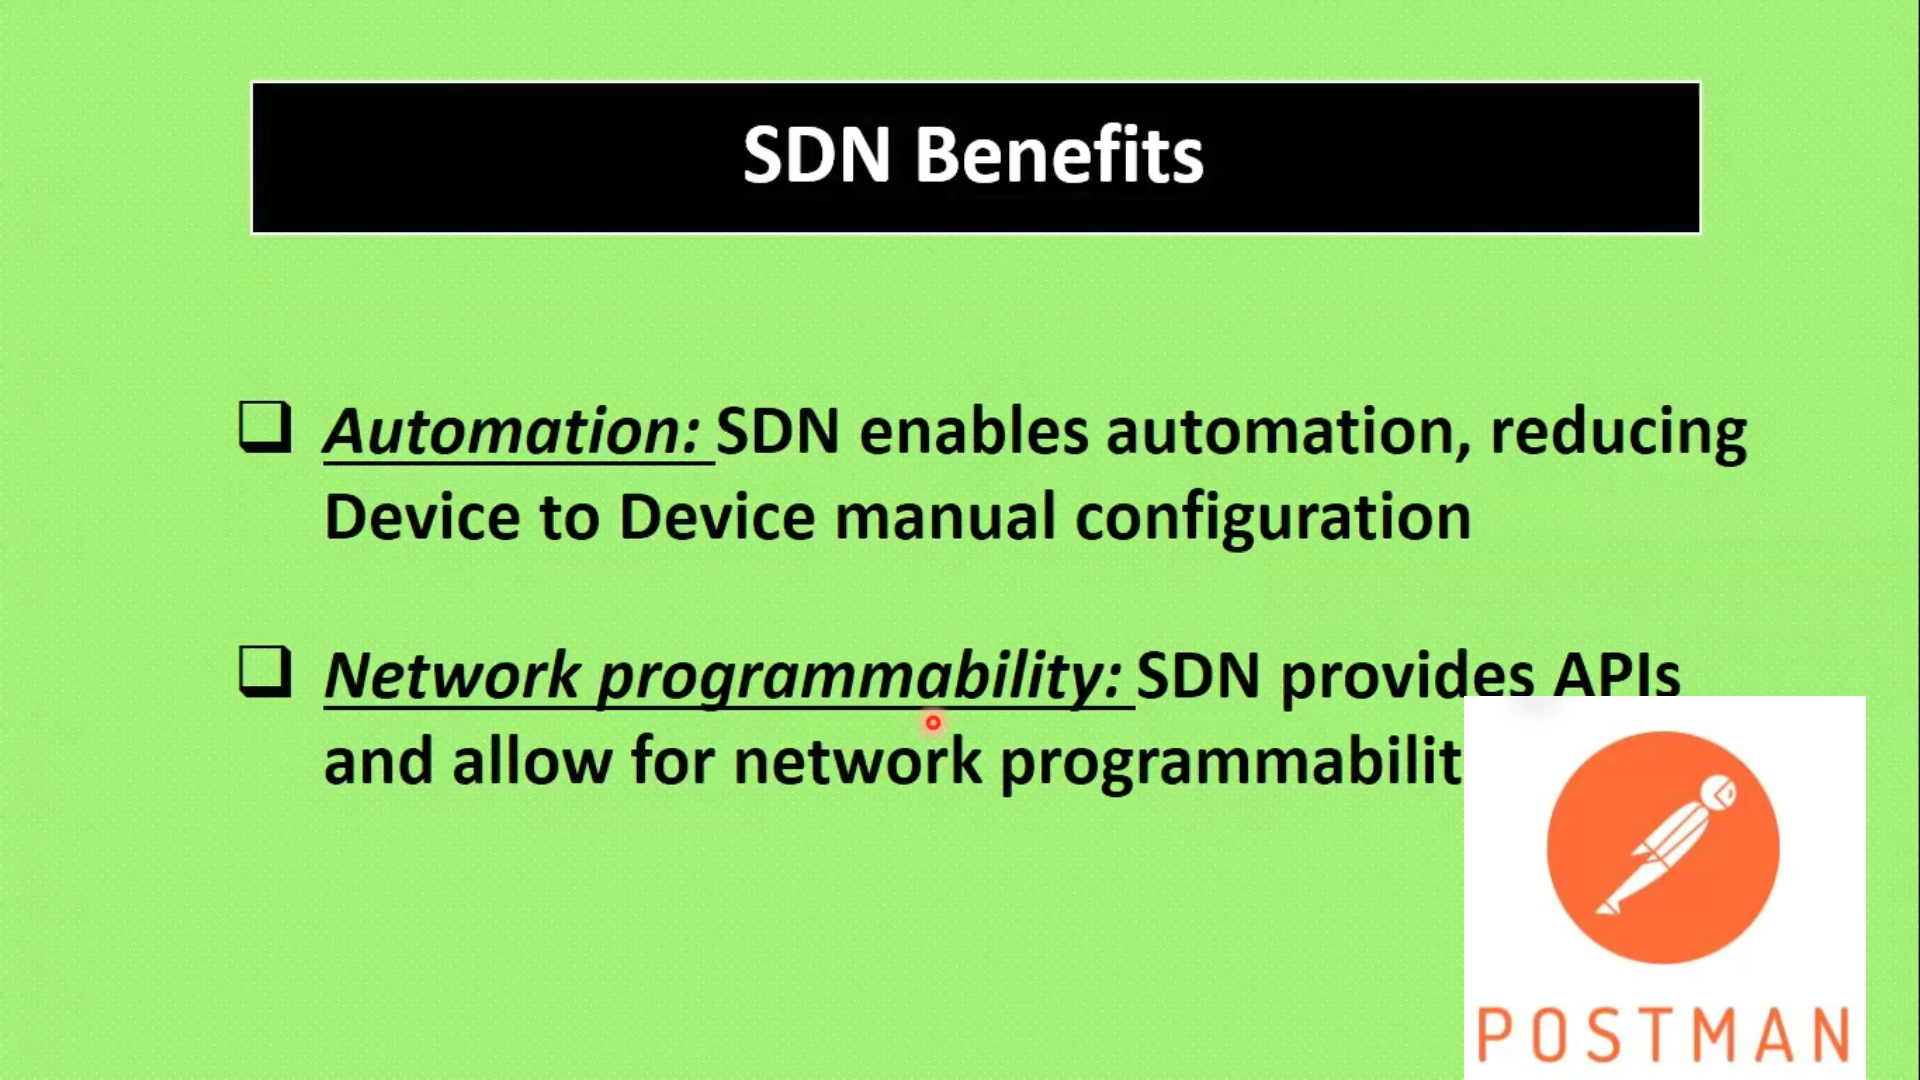 SDN Benefits
Automation: SDN enables automation, reducing
Device to Device manual configuration
Network programmability: SDN provides APIs
and allow for network programmabilit
POSTMAN